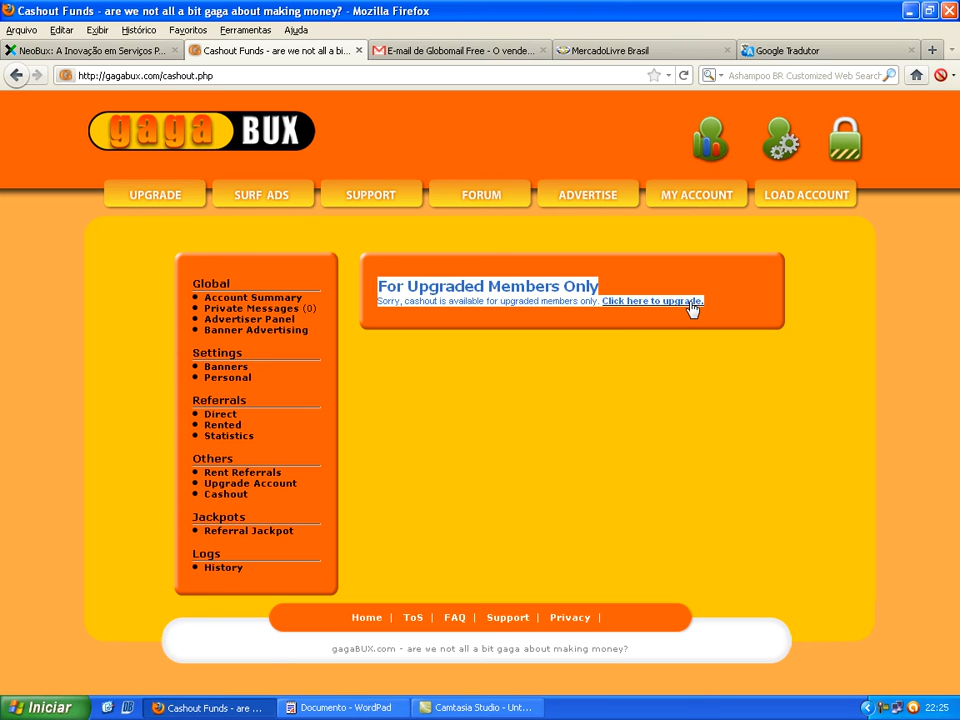 Cashout Funds - are we not all a bit gaga about making money? - Mozilla Firefox
Arquivo Editar Exibir Histórico Favoritos Ferramentas Ajuda
NeoBux: A Inovação em Serviços P... Cashout Funds - are we not all a bi... E-mail de Globomail Free - O vende... MercadoLivre Brasil Google Tradutor
http://gagabux.com/cashout.php Ashampoo BR Customized Web Search
gaga BUX
UPGRADE SURF ADS SUPPORT FORUM ADVERTISE MY ACCOUNT LOAD ACCOUNT
Global
Account Summary
Private Messages (0)
Advertiser Panel
Banner Advertising
Settings
Banners
Personal
Referrals
Direct
Rented
Statistics
Others
Rent Referrals
Upgrade Account
Cashout
Jackpots
Referral Jackpot
Logs
History
For Upgraded Members Only
Sorry, cashout is available for upgraded members only. Click here to upgrade.
Home | ToS | FAQ | Support | Privacy |
gagaBUX.com - are we not all a bit gaga about making money?
Iniciar DB Cashout Funds - are ... Documento - WordPad Camtasia Studio - Unt... 22:25